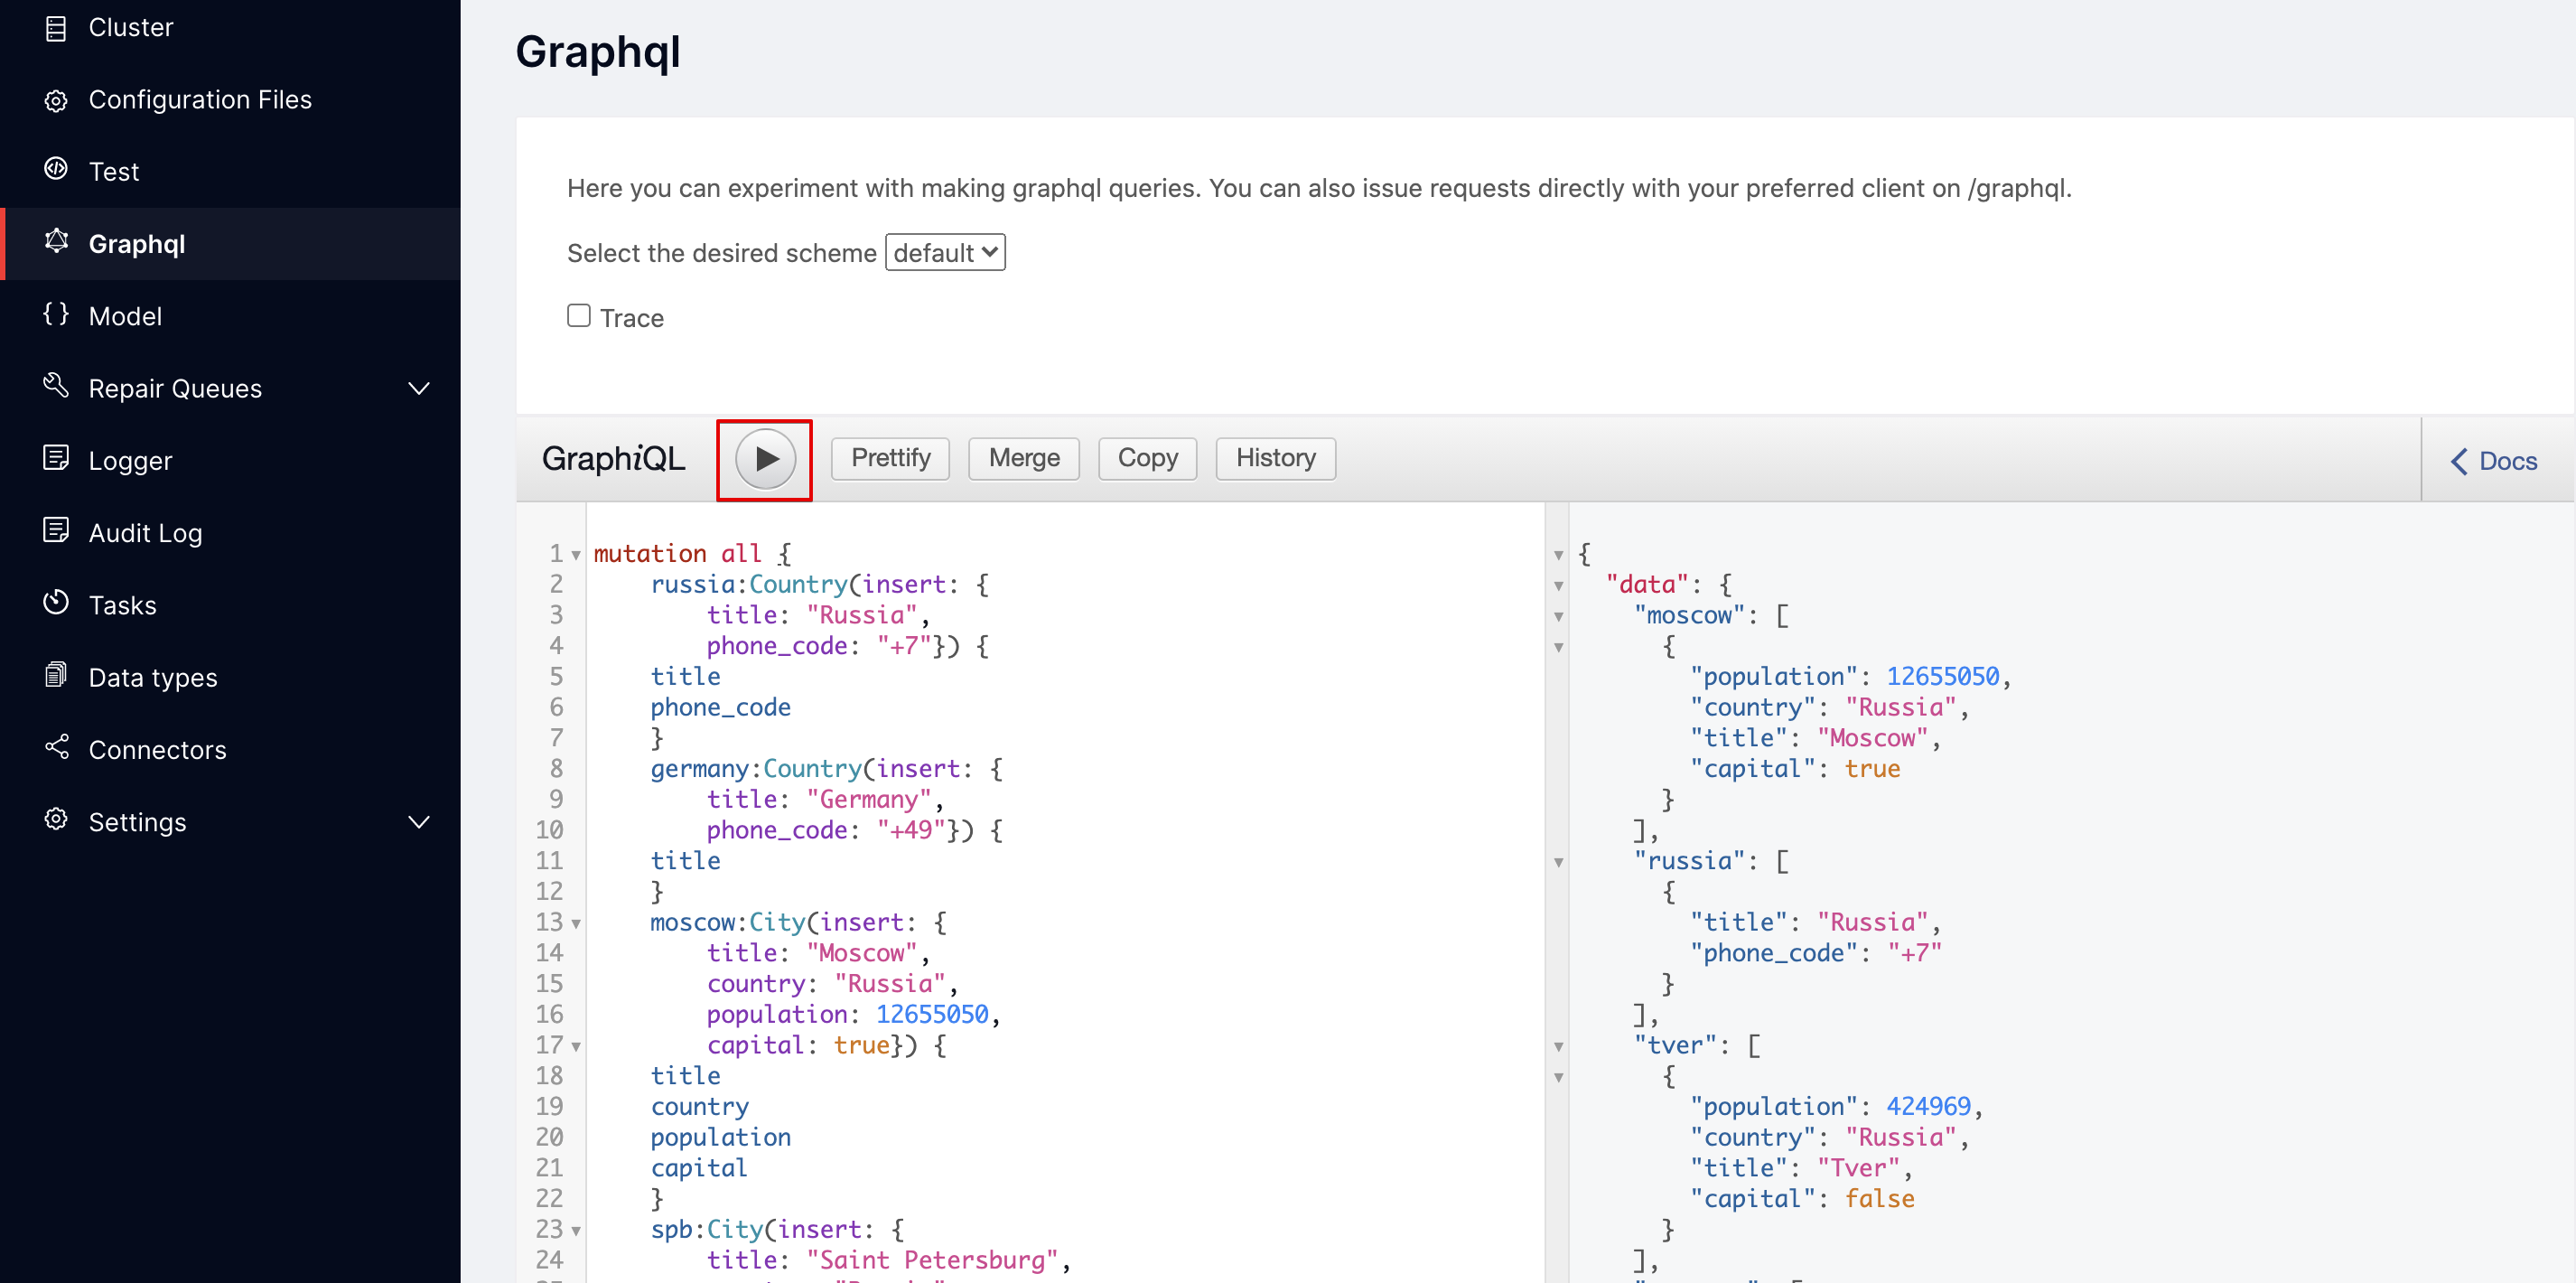 Cluster
Configuration Files
Test
Graphql
Model
Repair Queues
Logger
Audit Log
Tasks
Data types
Connectors
Settings
Graphql
Here you can experiment with making graphql queries. You can also issue requests directly with your preferred client on /graphql.
Select the desired scheme default
Trace
GraphiQL Prettify Merge Copy History Docs
1 mutation all {
2 russia:Country(insert: {
3 title: "Russia",
4 phone_code: "+7"}) {
5 title
6 phone_code
7 }
8 germany:Country(insert: {
9 title: "Germany",
10 phone_code: "+49"}) {
11 title
12 }
13 moscow:City(insert: {
14 title: "Moscow",
15 country: "Russia",
16 population: 12655050,
17 capital: true}) {
18 title
19 country
20 population
21 capital
22 }
23 spb:City(insert: {
24 title: "Saint Petersburg",
{
"data": {
"moscow": [
{
"population": 12655050,
"country": "Russia",
"title": "Moscow",
"capital": true
}
],
"russia": [
{
"title": "Russia",
"phone_code": "+7"
}
],
"tver": [
{
"population": 424969,
"country": "Russia",
"title": "Tver",
"capital": false
}
],